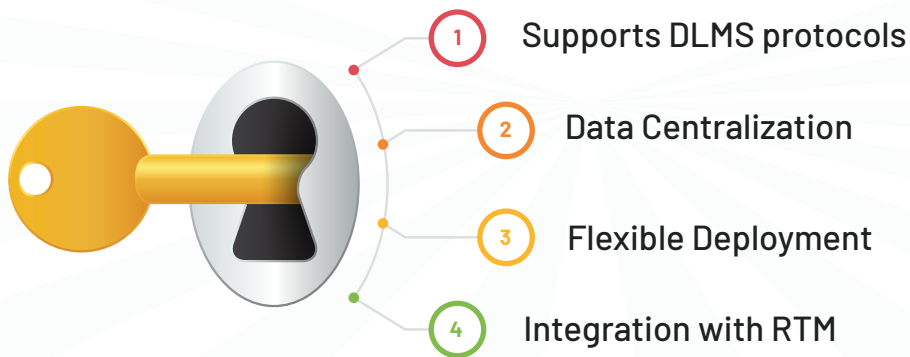 1 Supports DLMS protocols
2 Data Centralization
3 Flexible Deployment
4 Integration with RTM